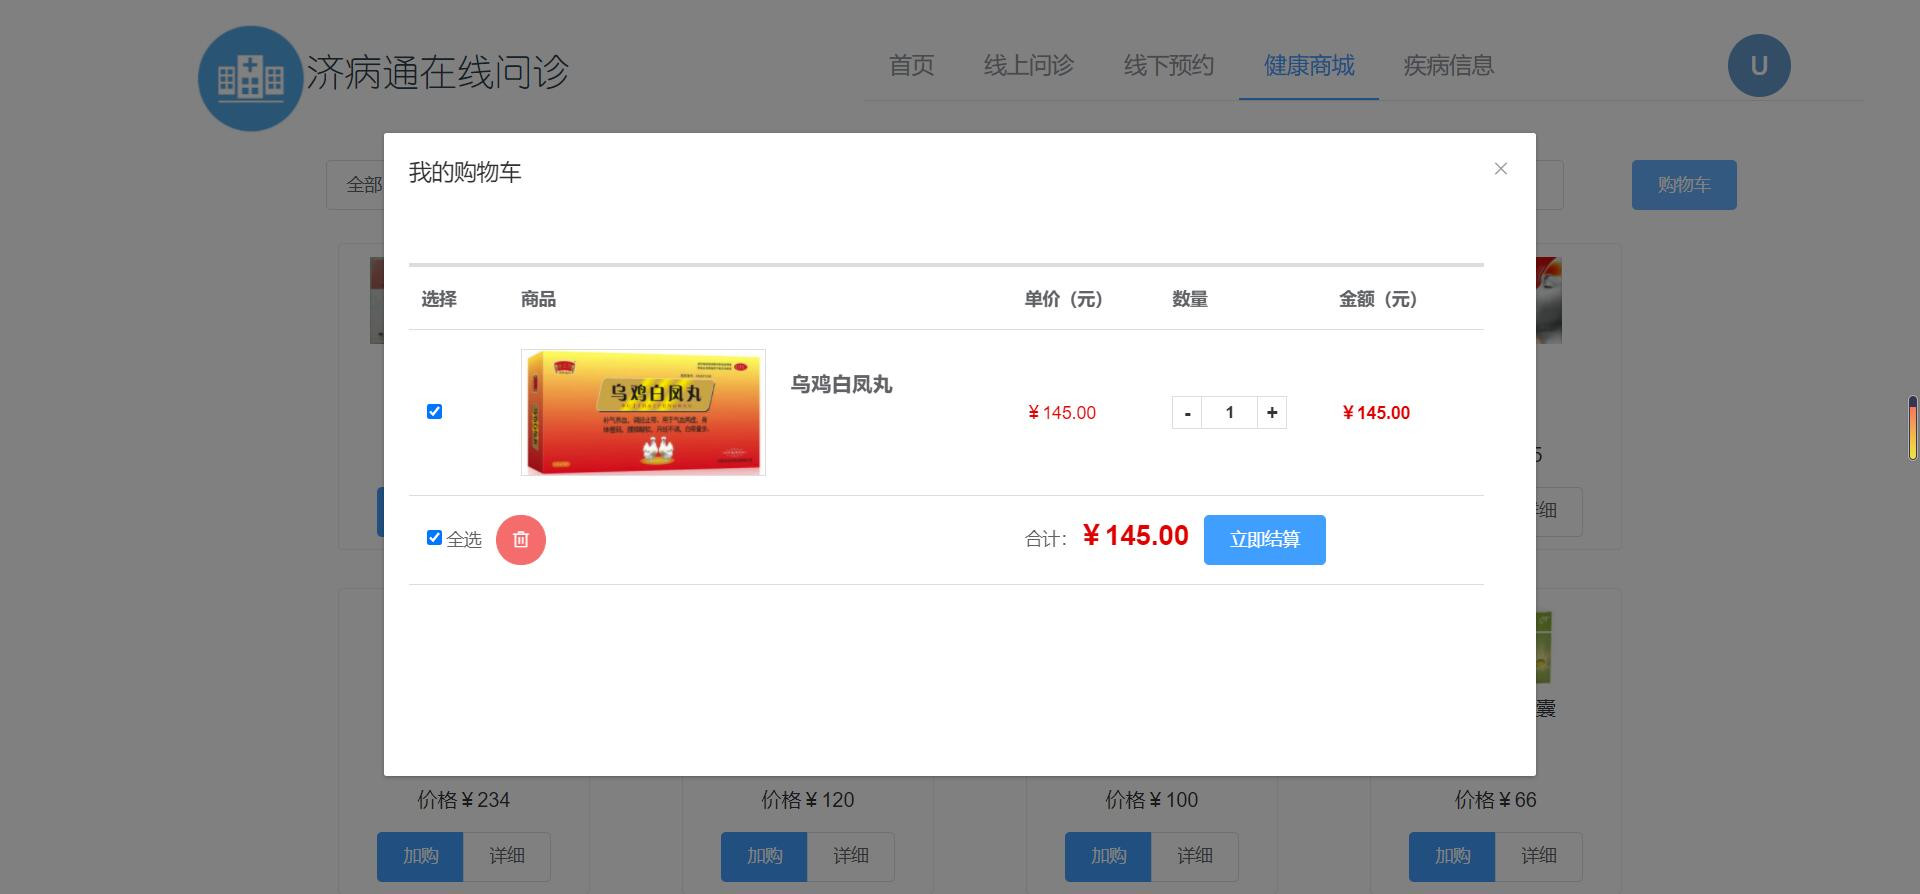 济病通在线问诊
首页 线上问诊 线下预约 健康商城 疾病信息
U
全部
购物车
我的购物车
选择 商品 单价（元） 数量 金额（元）
乌鸡白凤丸
乌鸡白凤丸
¥ 145.00
- 1 +
¥ 145.00
全选
合计： ¥ 145.00
立即结算
5
细
囊
价格 ¥ 234
价格 ¥ 120
价格 ¥ 100
价格 ¥ 66
加购 详细
加购 详细
加购 详细
加购 详细